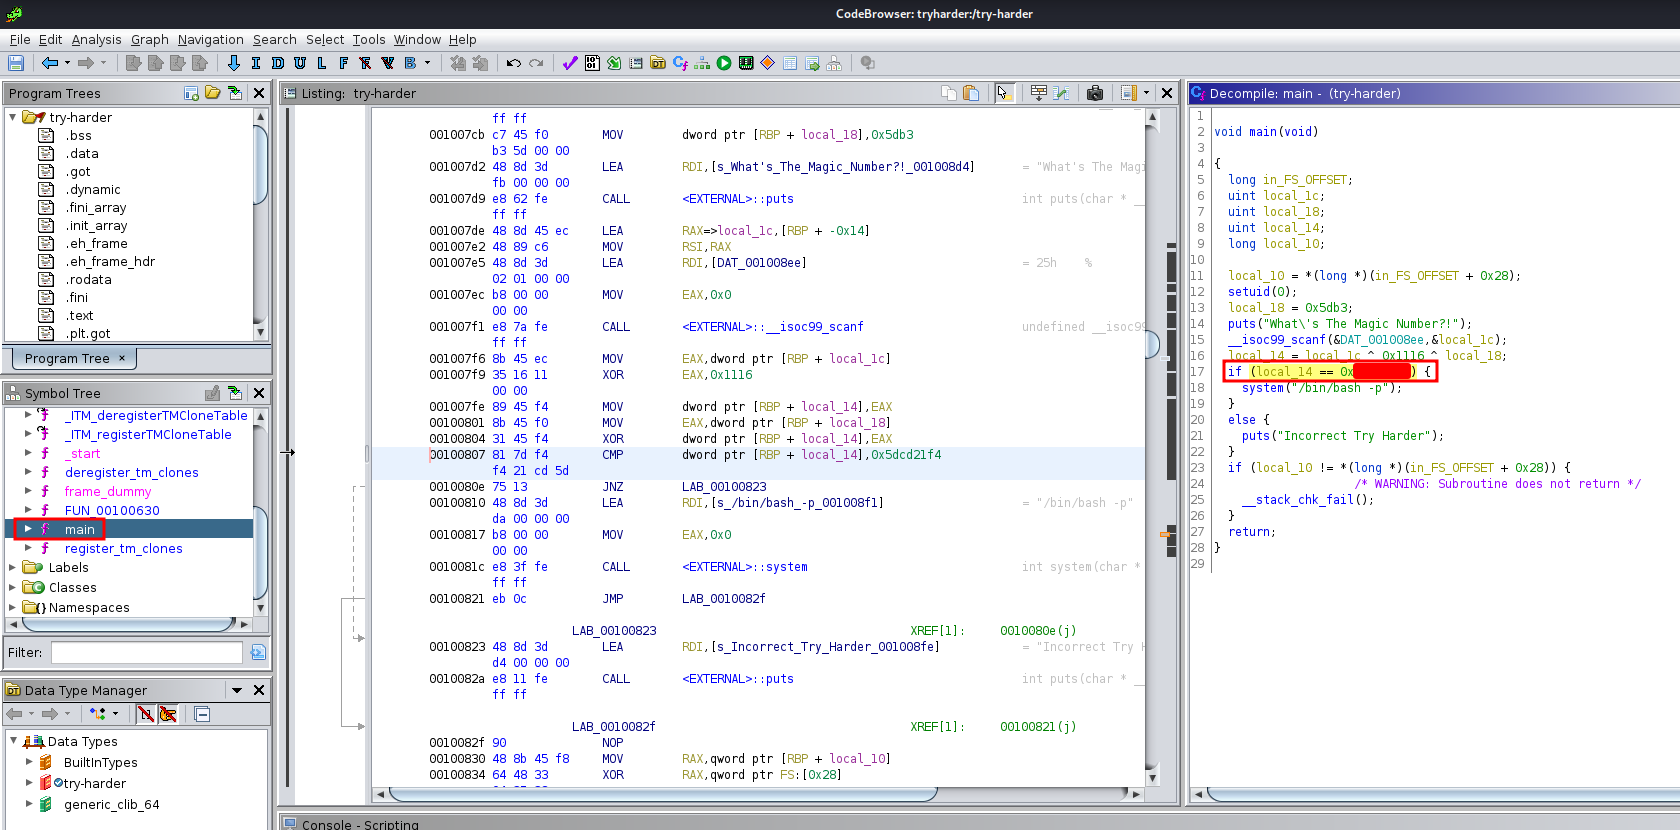 CodeBrowser: tryharder:/try-harder
File Edit Analysis Graph Navigation Search Select Tools Window Help
I D U L F F V B
Program Trees
try-harder
.bss
.data
.got
.dynamic
.fini_array
.init_array
.eh_frame
.eh_frame_hdr
.rodata
.fini
.text
.plt.got
Program Tree ×
Symbol Tree
_ITM_deregisterTMCloneTable
_ITM_registerTMCloneTable
_start
deregister_tm_clones
frame_dummy
FUN_00100630
main
register_tm_clones
Labels
Classes
Namespaces
Filter:
Data Type Manager
Data Types
BuiltInTypes
try-harder
generic_clib_64
Listing: try-harder
ff ff
001007cb c7 45 f0 MOV dword ptr [RBP + local_18],0x5db3
b3 5d 00 00
001007d2 48 8d 3d LEA RDI,[s_What's_The_Magic_Number?!_001008d4] = "What's The Magi
fb 00 00 00
001007d9 e8 62 fe CALL <EXTERNAL>::puts int puts(char * __
ff ff
001007de 48 8d 45 ec LEA RAX=>local_1c,[RBP + -0x14]
001007e2 48 89 c6 MOV RSI,RAX
001007e5 48 8d 3d LEA RDI,[DAT_001008ee] = 25h %
02 01 00 00
001007ec b8 00 00 MOV EAX,0x0
00 00
001007f1 e8 7a fe CALL <EXTERNAL>::__isoc99_scanf undefined __isoc99
ff ff
001007f6 8b 45 ec MOV EAX,dword ptr [RBP + local_1c]
001007f9 35 16 11 XOR EAX,0x1116
00 00
001007fe 89 45 f4 MOV dword ptr [RBP + local_14],EAX
00100801 8b 45 f0 MOV EAX,dword ptr [RBP + local_18]
00100804 31 45 f4 XOR dword ptr [RBP + local_14],EAX
00100807 81 7d f4 CMP dword ptr [RBP + local_14],0x5dcd21f4
f4 21 cd 5d
0010080e 75 13 JNZ LAB_00100823
00100810 48 8d 3d LEA RDI,[s_/bin/bash_-p_001008f1] = "/bin/bash -p"
da 00 00 00
00100817 b8 00 00 MOV EAX,0x0
00 00
0010081c e8 3f fe CALL <EXTERNAL>::system int system(char *
ff ff
00100821 eb 0c JMP LAB_0010082f
LAB_00100823 XREF[1]: 0010080e(j)
00100823 48 8d 3d LEA RDI,[s_Incorrect_Try_Harder_001008fe] = "Incorrect Try H
d4 00 00 00
0010082a e8 11 fe CALL <EXTERNAL>::puts int puts(char * __
ff ff
LAB_0010082f XREF[1]: 00100821(j)
0010082f 90 NOP
00100830 48 8b 45 f8 MOV RAX,qword ptr [RBP + local_10]
00100834 64 48 33 XOR RAX,qword ptr FS:[0x28]
Decompile: main - (try-harder)
1
2 void main(void)
3
4 {
5 long in_FS_OFFSET;
6 uint local_1c;
7 uint local_18;
8 uint local_14;
9 long local_10;
10
11 local_10 = *(long *)(in_FS_OFFSET + 0x28);
12 setuid(0);
13 local_18 = 0x5db3;
14 puts("What\'s The Magic Number?!");
15 __isoc99_scanf(&DAT_001008ee,&local_1c);
16 local_14 = local_1c ^ 0x1116 ^ local_18;
17 if (local_14 == 0x ) {
18 system("/bin/bash -p");
19 }
20 else {
21 puts("Incorrect Try Harder");
22 }
23 if (local_10 != *(long *)(in_FS_OFFSET + 0x28)) {
24 /* WARNING: Subroutine does not return */
25 __stack_chk_fail();
26 }
27 return;
28 }
29
Console - Scripting